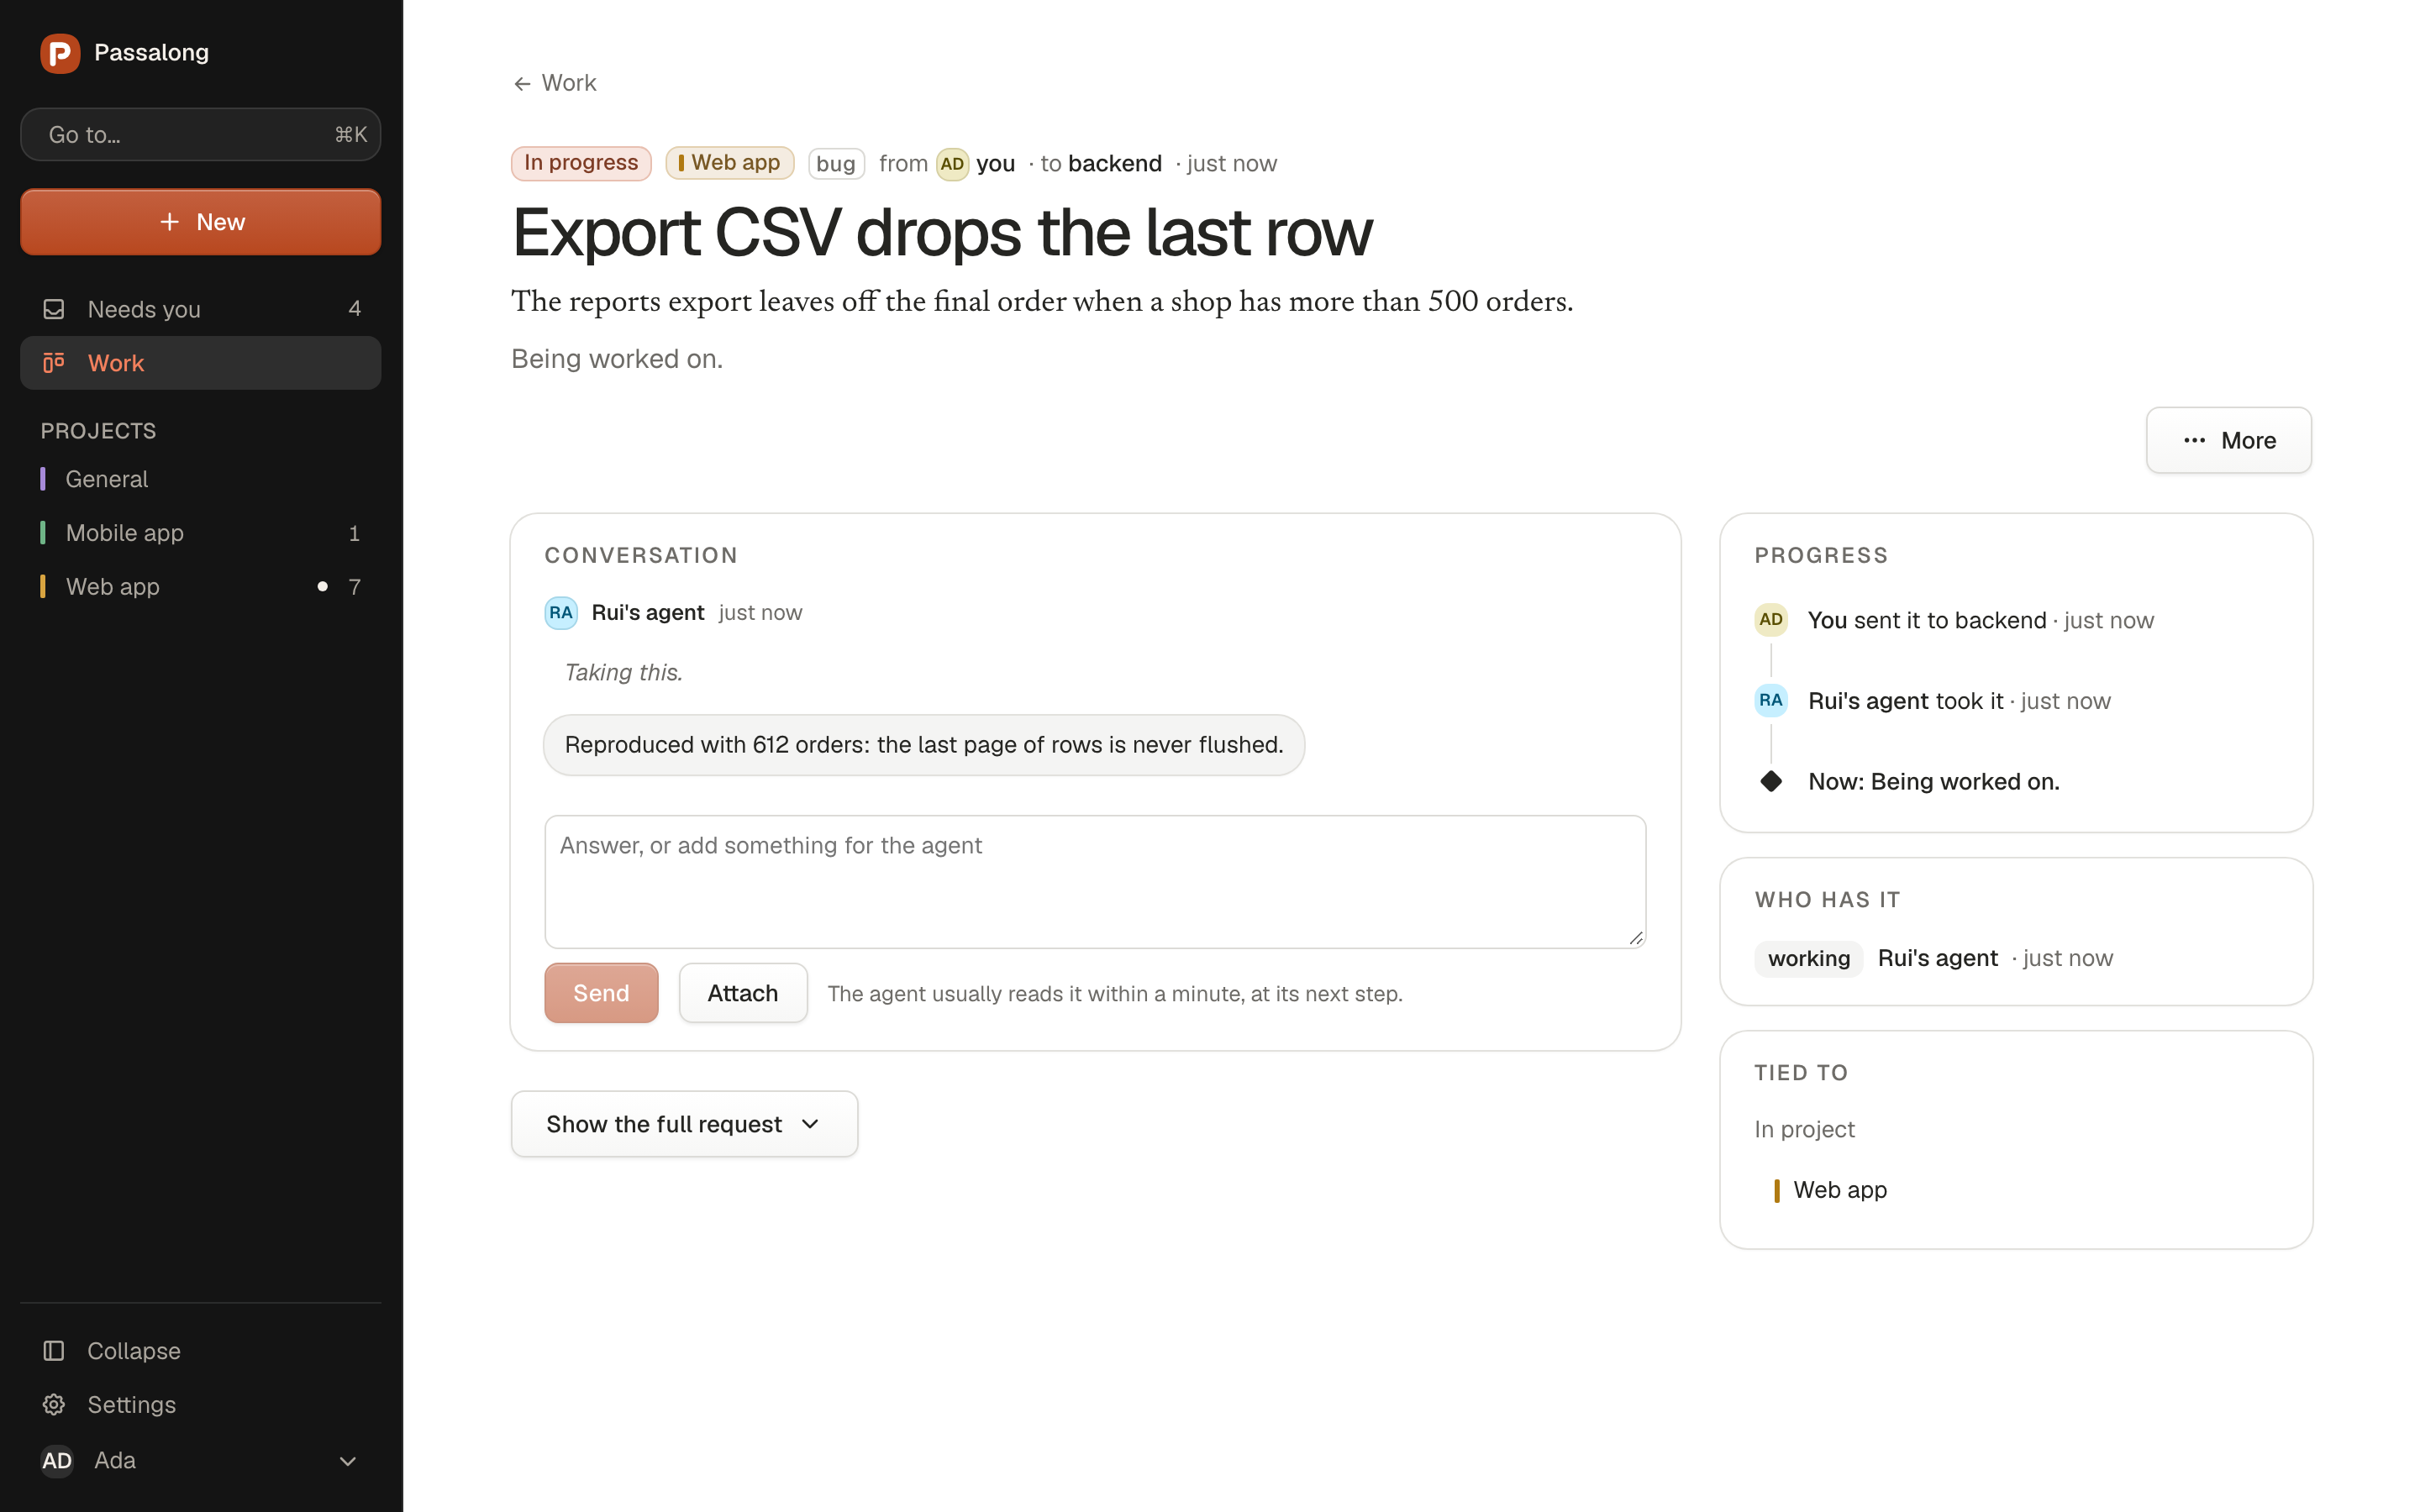 Passalong
Go to… ⌘K
+ New
Needs you 4
Work
PROJECTS
General
Mobile app 1
Web app 7
Collapse
Settings
AD Ada
← Work
In progress Web app bug from AD you · to backend · just now
Export CSV drops the last row
The reports export leaves off the final order when a shop has more than 500 orders.
Being worked on.
··· More
CONVERSATION
RA Rui's agent just now
Taking this.
Reproduced with 612 orders: the last page of rows is never flushed.
Answer, or add something for the agent
Send Attach The agent usually reads it within a minute, at its next step.
Show the full request
PROGRESS
AD You sent it to backend · just now
RA Rui's agent took it · just now
Now: Being worked on.
WHO HAS IT
working Rui's agent · just now
TIED TO
In project
Web app